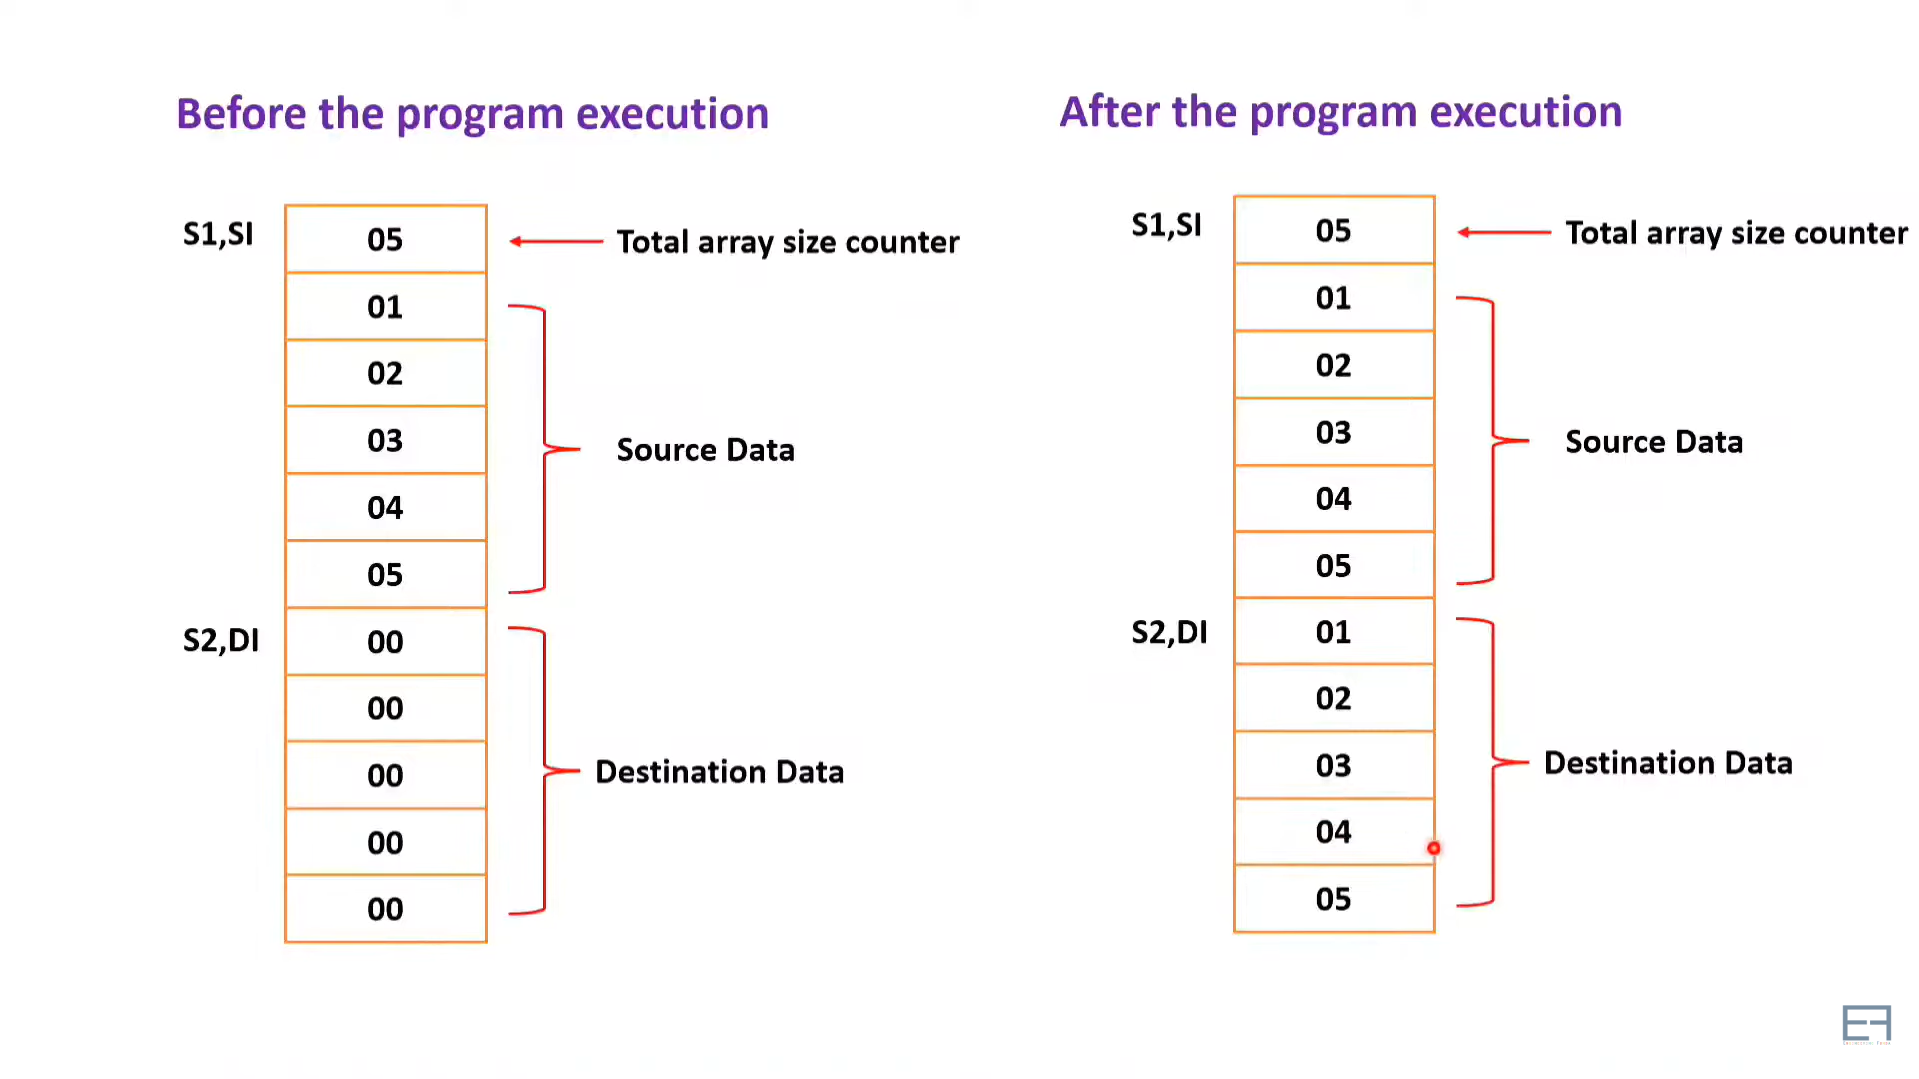 Before the program execution
S1,SI
05
Total array size counter
01
02
03
Source Data
04
05
S2,DI
00
00
00
Destination Data
00
00
After the program execution
S1,SI
05
Total array size counter
01
02
03
Source Data
04
05
S2,DI
01
02
03
Destination Data
04
05